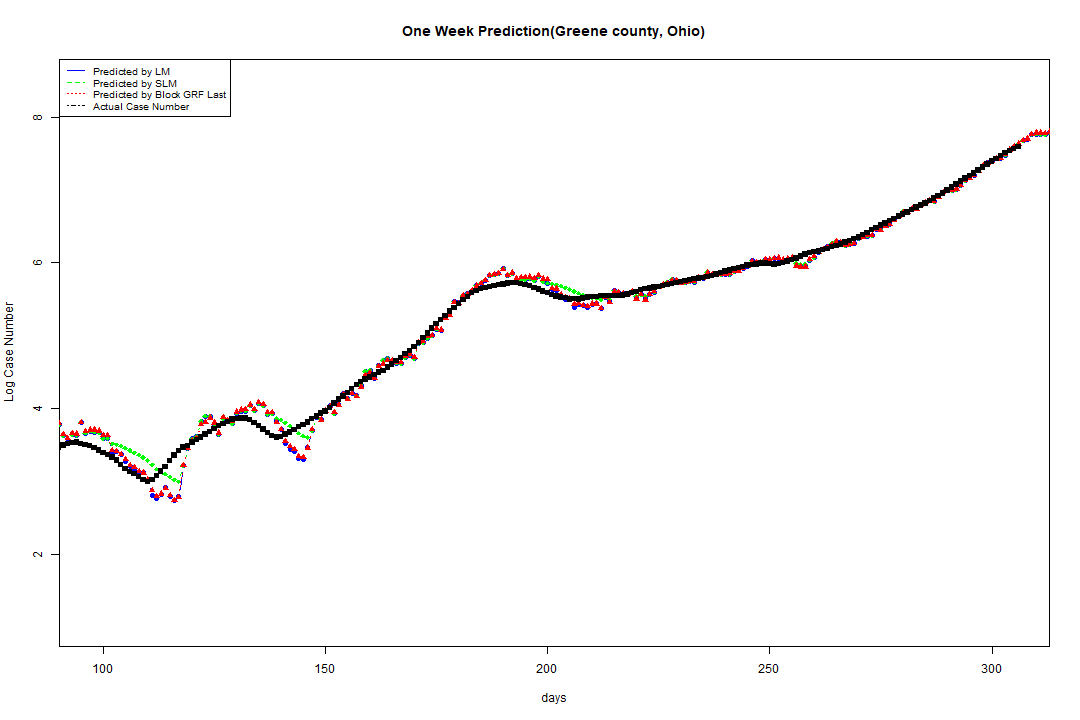 One Week Prediction(Greene county, Ohio)
Predicted by LM
Predicted by SLM
Predicted by Block GRF Last
Actual Case Number
8
6
4
2
Log Case Number
100 150 200 250 300
days